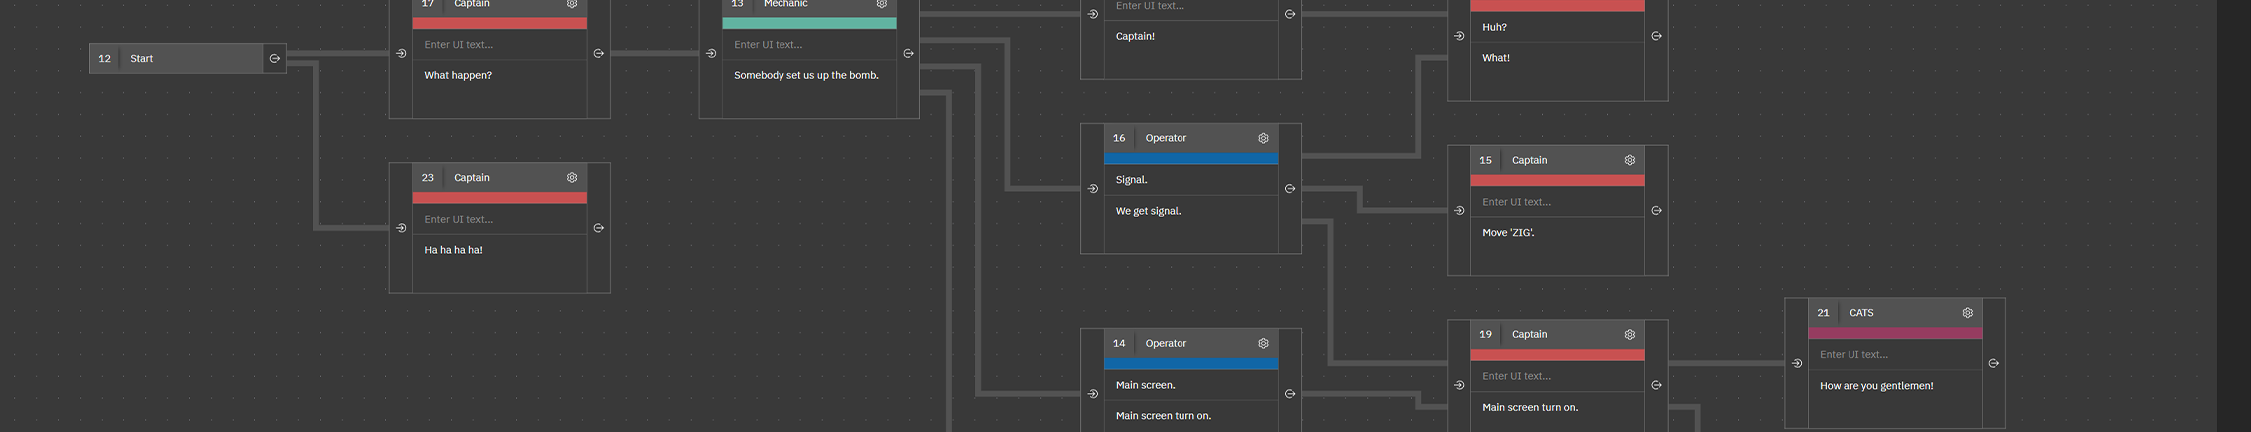 17 Captain
Enter UI text...
What happen?
13 Mechanic
Enter UI text...
Somebody set us up the bomb.
Enter UI text...
Captain!
Huh?
What!
12 Start
16 Operator
Signal.
We get signal.
15 Captain
Enter UI text...
Move 'ZIG'.
23 Captain
Enter UI text...
Ha ha ha ha!
14 Operator
Main screen.
Main screen turn on.
19 Captain
Enter UI text...
Main screen turn on.
21 CATS
Enter UI text...
How are you gentlemen!